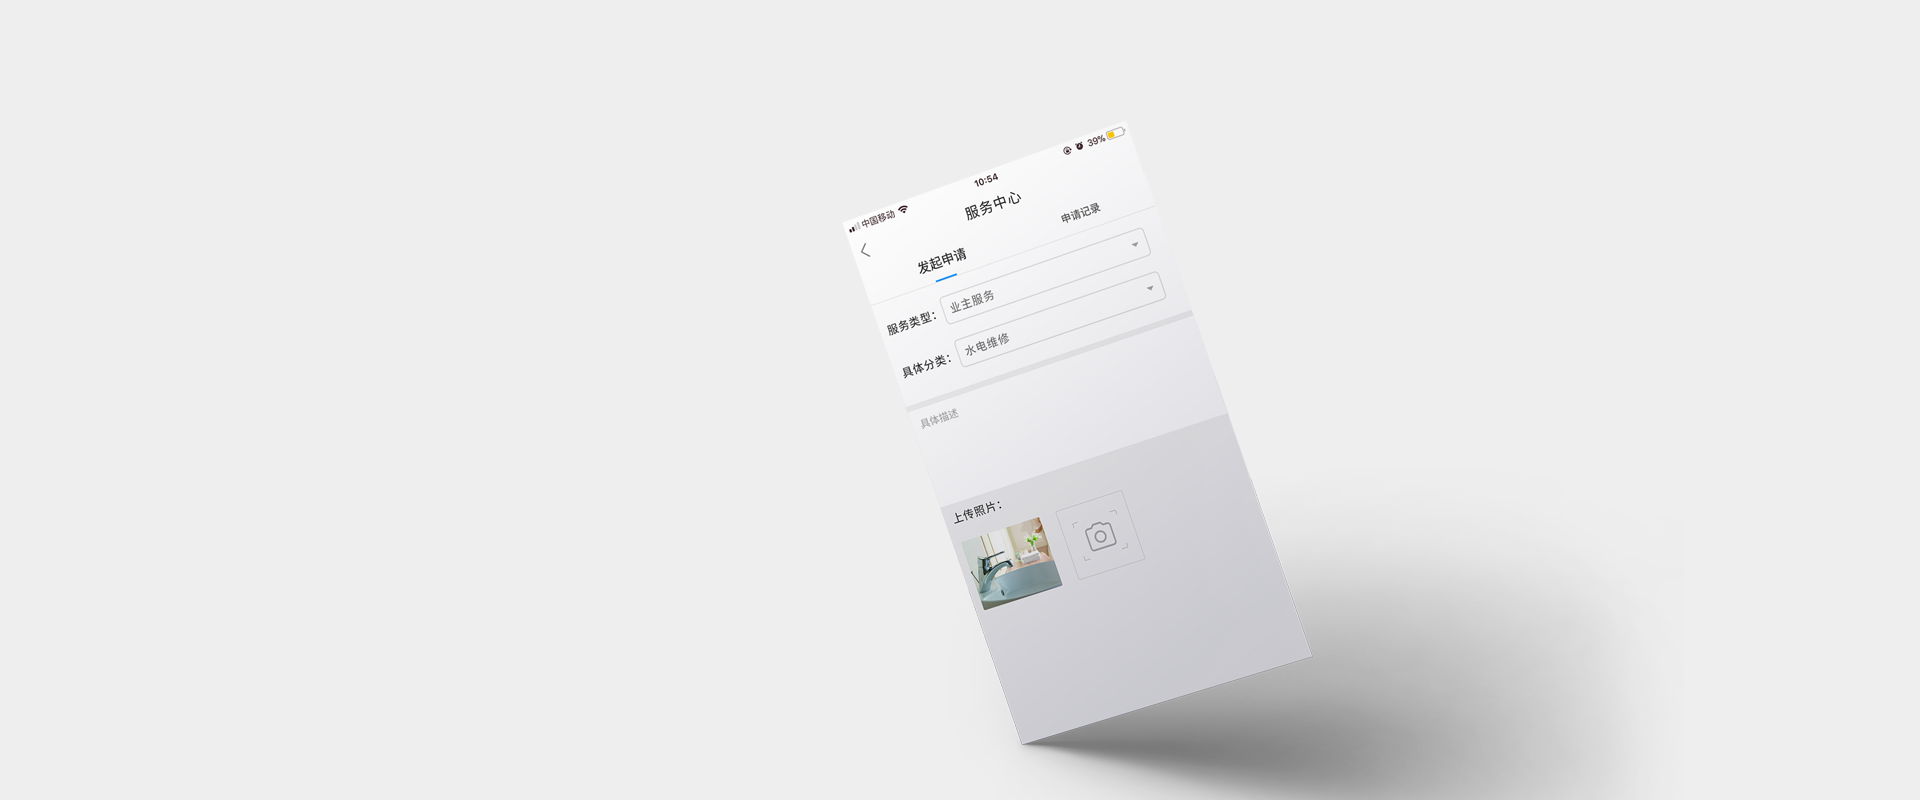 中国移动
10:54
39%
服务中心
发起申请
申请记录
服务类型：
业主服务
具体分类：
水电维修
具体描述
上传照片：